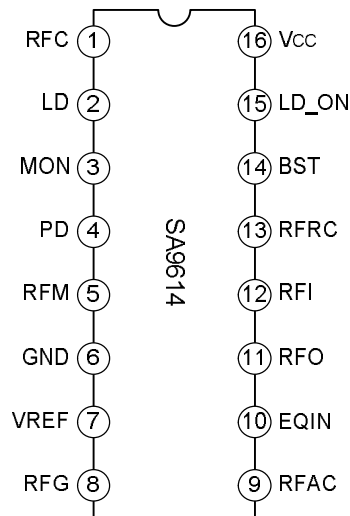 RFC 1 16 VCC
LD 2 15 LD_ON
MON 3 14 BST
PD 4 13 RFRC
SA9614
RFM 5 12 RFI
GND 6 11 RFO
VREF 7 10 EQIN
RFG 8 9 RFAC